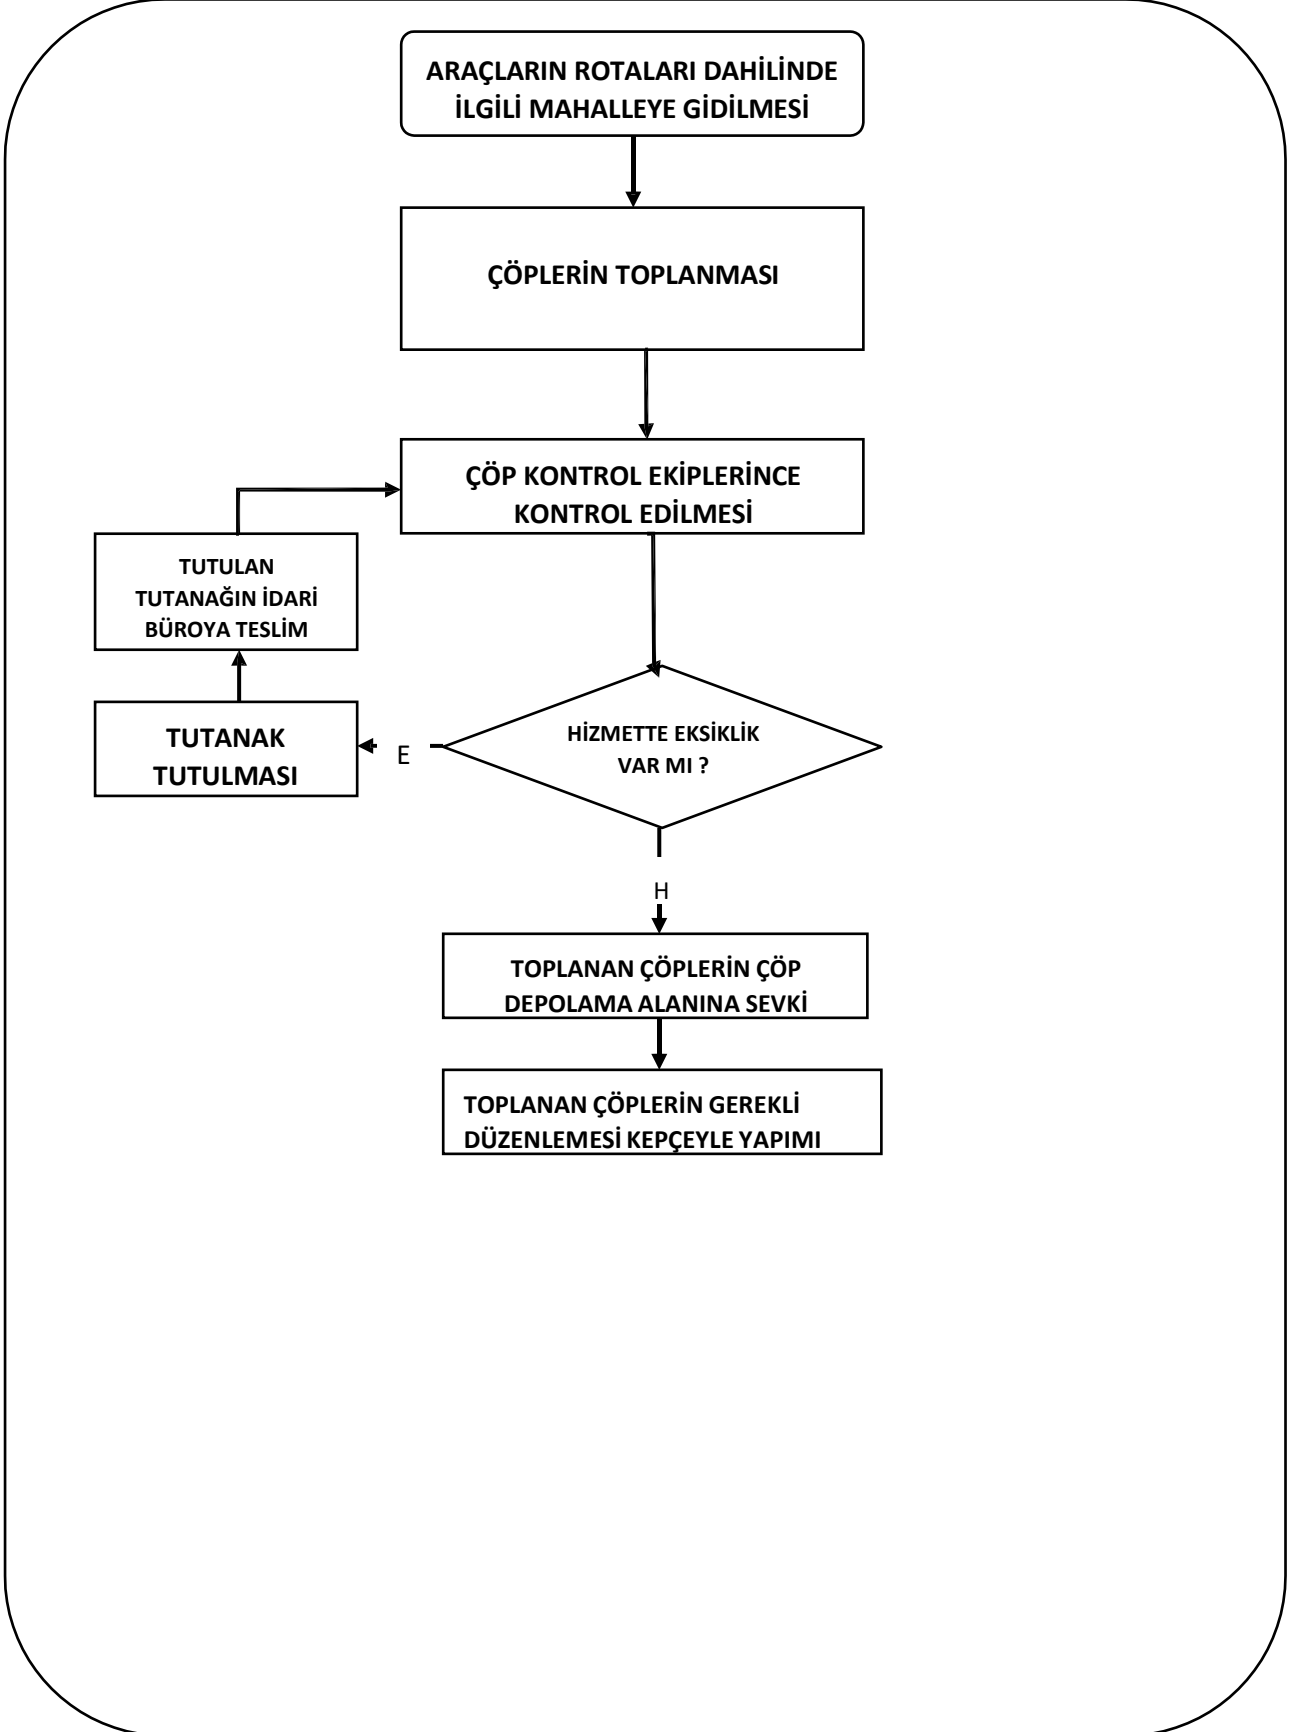 ARAÇLARIN ROTALARI DAHİLİNDE
İLGİLİ MAHALLEYE GİDİLMESİ
ÇÖPLERİN TOPLANMASI
ÇÖP KONTROL EKİPLERİNCE
KONTROL EDİLMESİ
TUTULAN
TUTANAĞIN İDARİ
BÜROYA TESLİM
HİZMETTE EKSİKLİK
VAR MI ?
E
TUTANAK
TUTULMASI
H
TOPLANAN ÇÖPLERİN ÇÖP
DEPOLAMA ALANINA SEVKİ
TOPLANAN ÇÖPLERİN GEREKLİ
DÜZENLEMESİ KEPÇEYLE YAPIMI